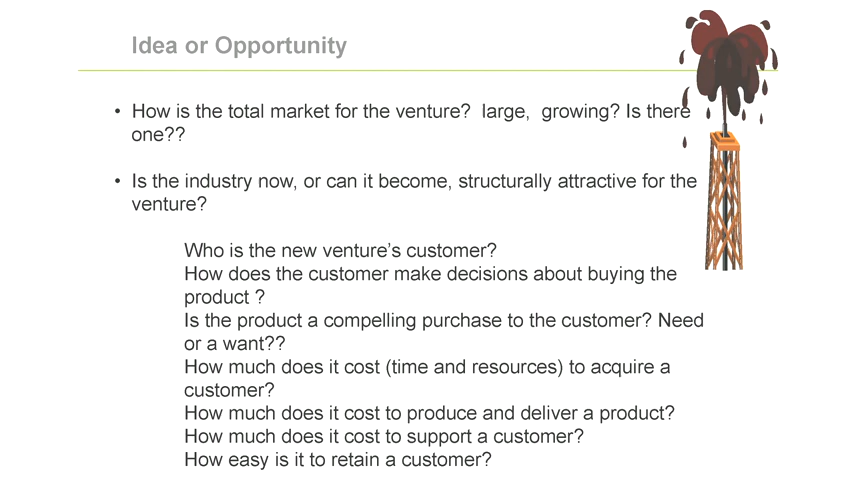 Idea or Opportunity
• How is the total market for the venture?  large,  growing? Is there
one??
• Is the industry now, or can it become, structurally attractive for the
venture?
Who is the new venture's customer?
How does the customer make decisions about buying the
product ?
Is the product a compelling purchase to the customer? Need
or a want??
How much does it cost (time and resources) to acquire a
customer?
How much does it cost to produce and deliver a product?
How much does it cost to support a customer?
How easy is it to retain a customer?